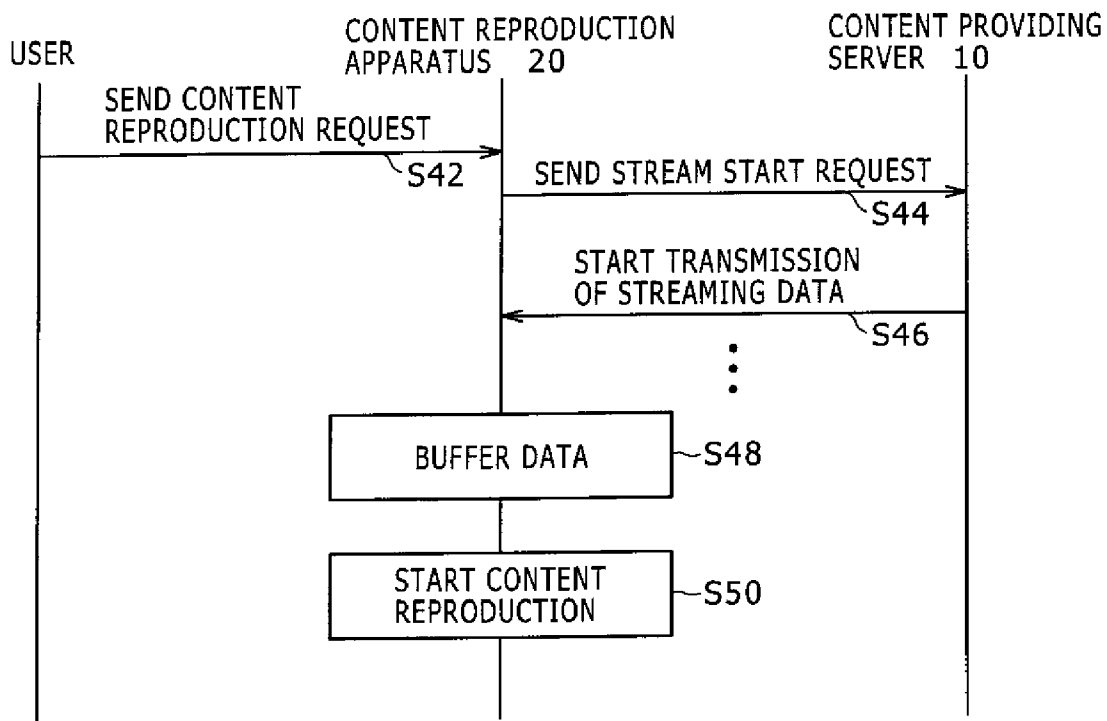 USER
CONTENT REPRODUCTION
APPARATUS 20
CONTENT PROVIDING
SERVER 10
SEND CONTENT
REPRODUCTION REQUEST
S42
SEND STREAM START REQUEST
S44
START TRANSMISSION
OF STREAMING DATA
S46
BUFFER DATA
S48
START CONTENT
REPRODUCTION
S50